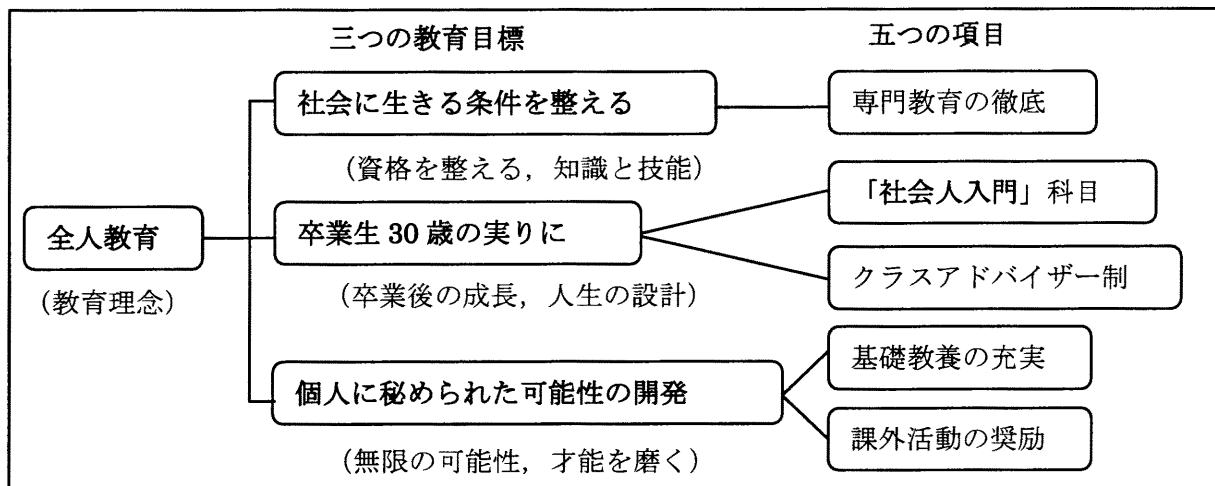 三つの教育目標
五つの項目
社会に生きる条件を整える
専門教育の徹底
(資格を整える,知識と技能)
「社会人入門」科目
全人教育
卒業生30歳の実りに
クラスアドバイザー制
(教育理念)
(卒業後の成長,人生の設計)
基礎教養の充実
個人に秘められた可能性の開発
課外活動の奨励
(無限の可能性,才能を磨く)